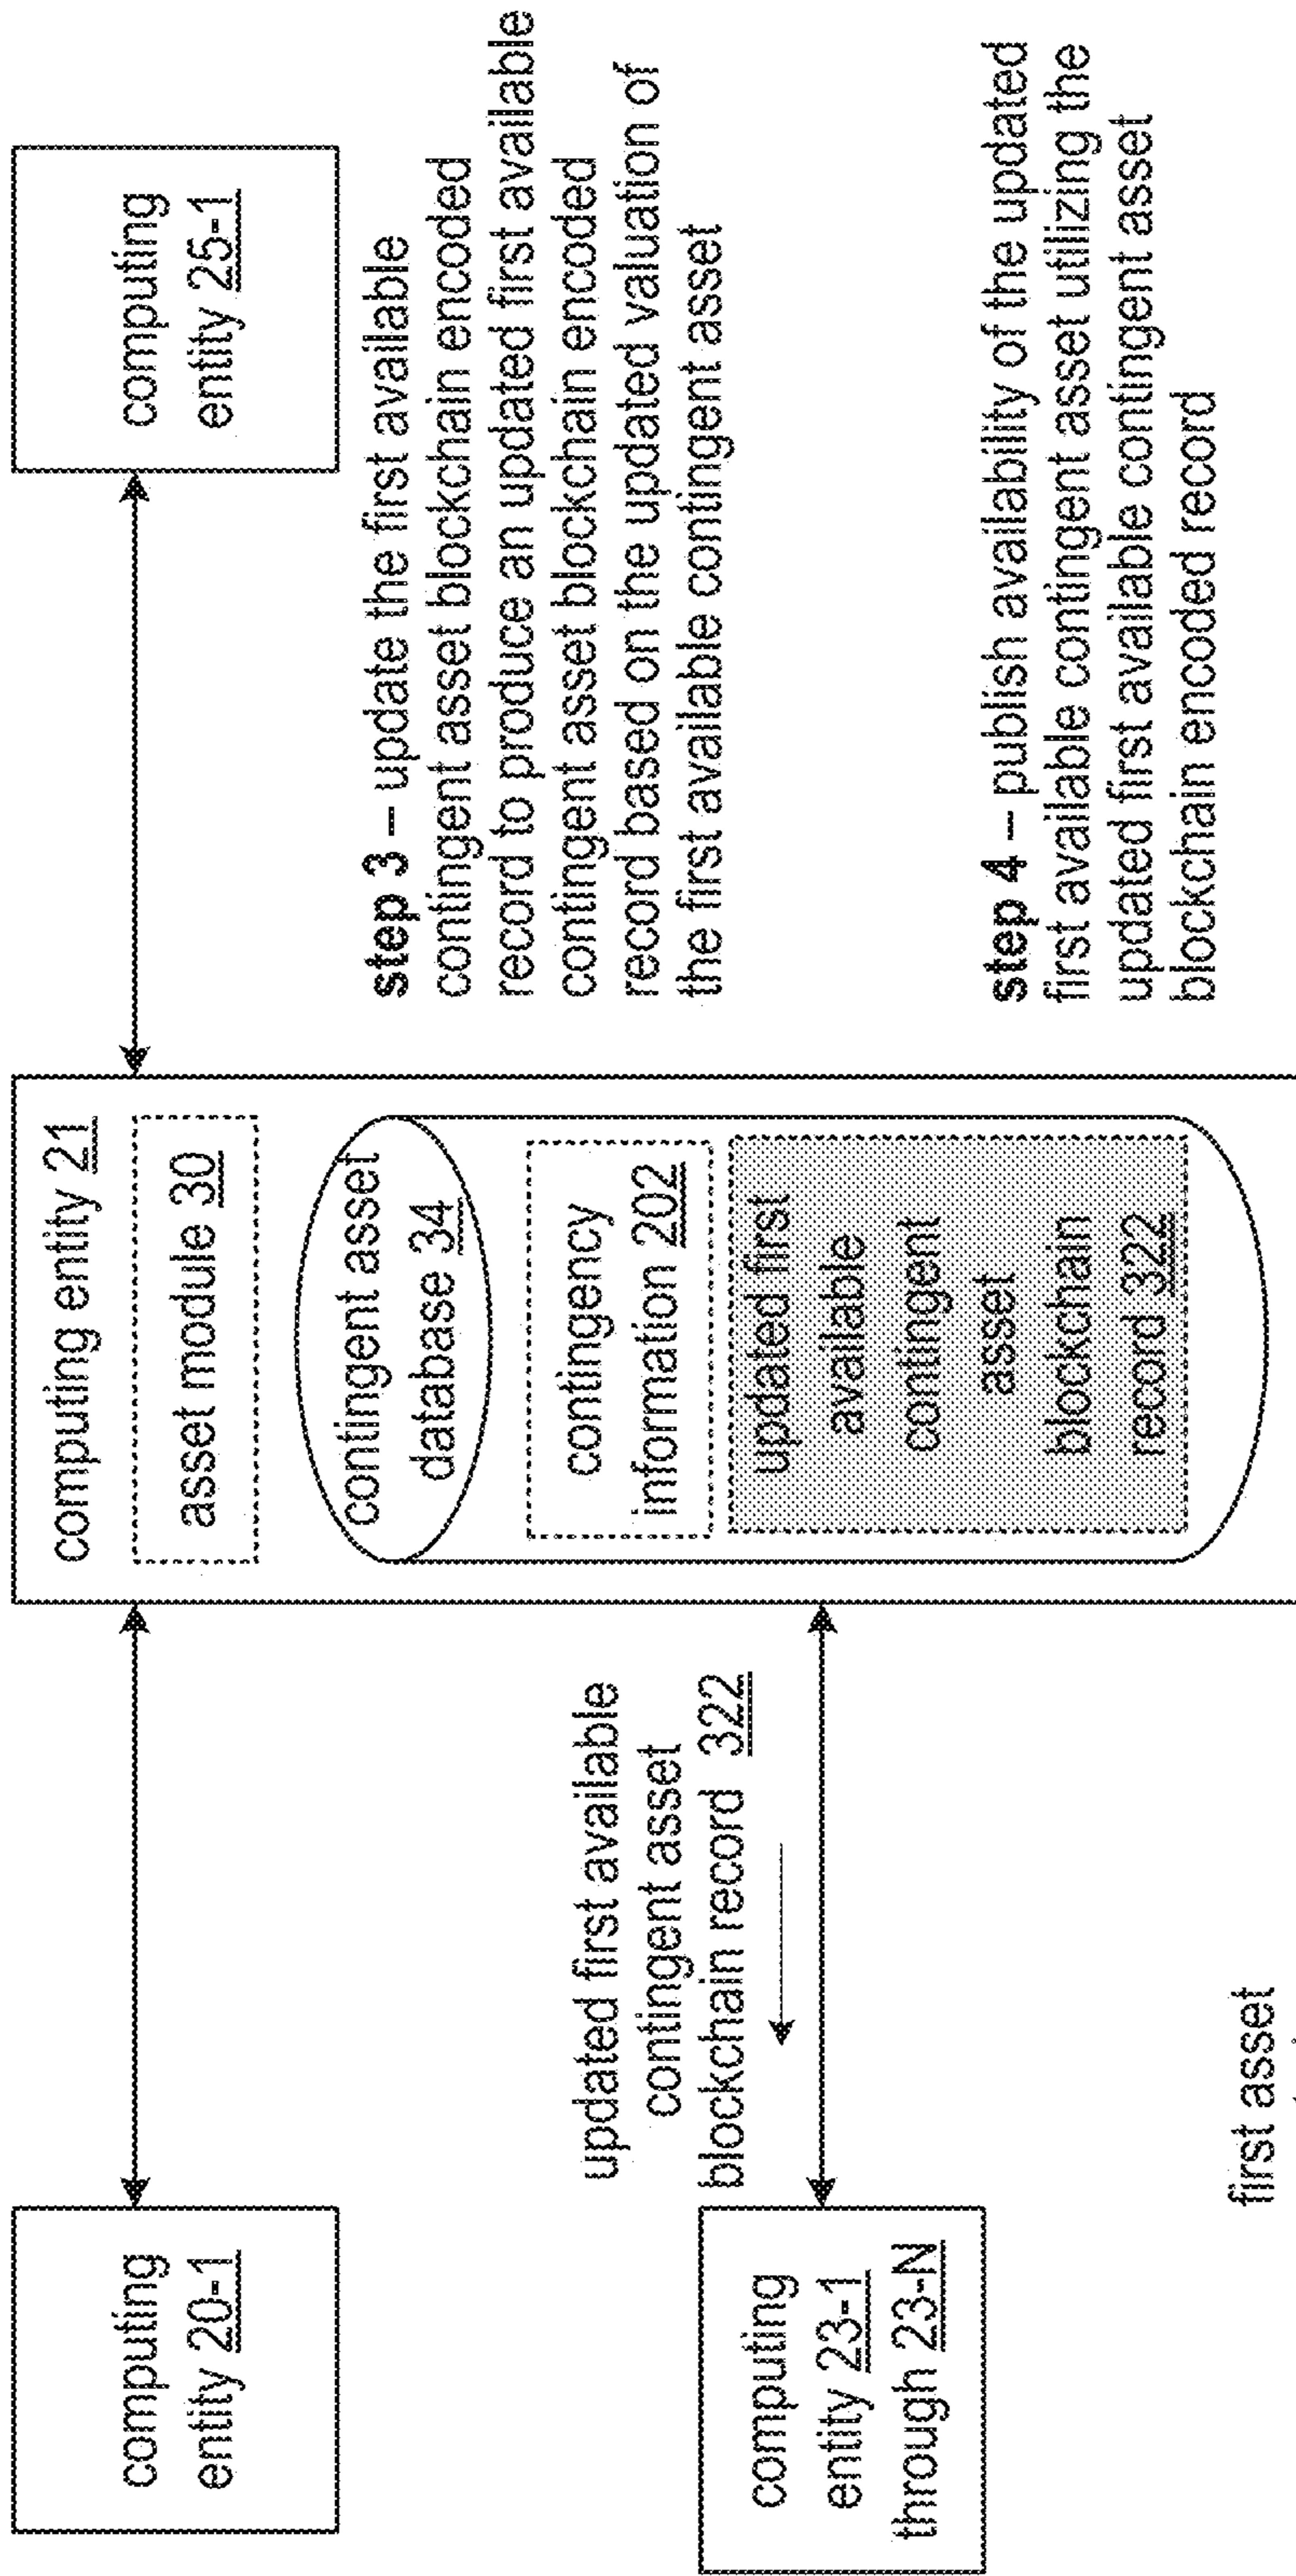 computing
entity 20-1
computing entity 21
asset module 30
contingent asset
database 34
contingency
information 202
updated first
available
contingent
asset
blockchain
record 322
computing
entity 25-1
updated first available
contingent asset
blockchain record 322
computing
entity 23-1
through 23-N
step 3 – update the first available
contingent asset blockchain encoded
record to produce an updated first available
contingent asset blockchain encoded
record based on the updated valuation of
the first available contingent asset
step 4 – publish availability of the updated
first available contingent asset utilizing the
updated first available contingent asset
blockchain encoded record
first asset